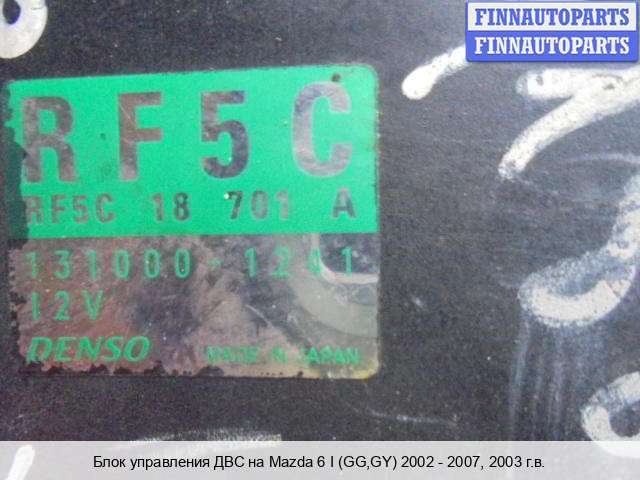 FINNAUTOPARTS
FINNAUTOPARTS
RF5C
RF5C 18 701 A
131000-1241
12V
DENSO
MADE IN JAPAN
Блок управления ДВС на Mazda 6 I (GG,GY) 2002 - 2007, 2003 г.в.